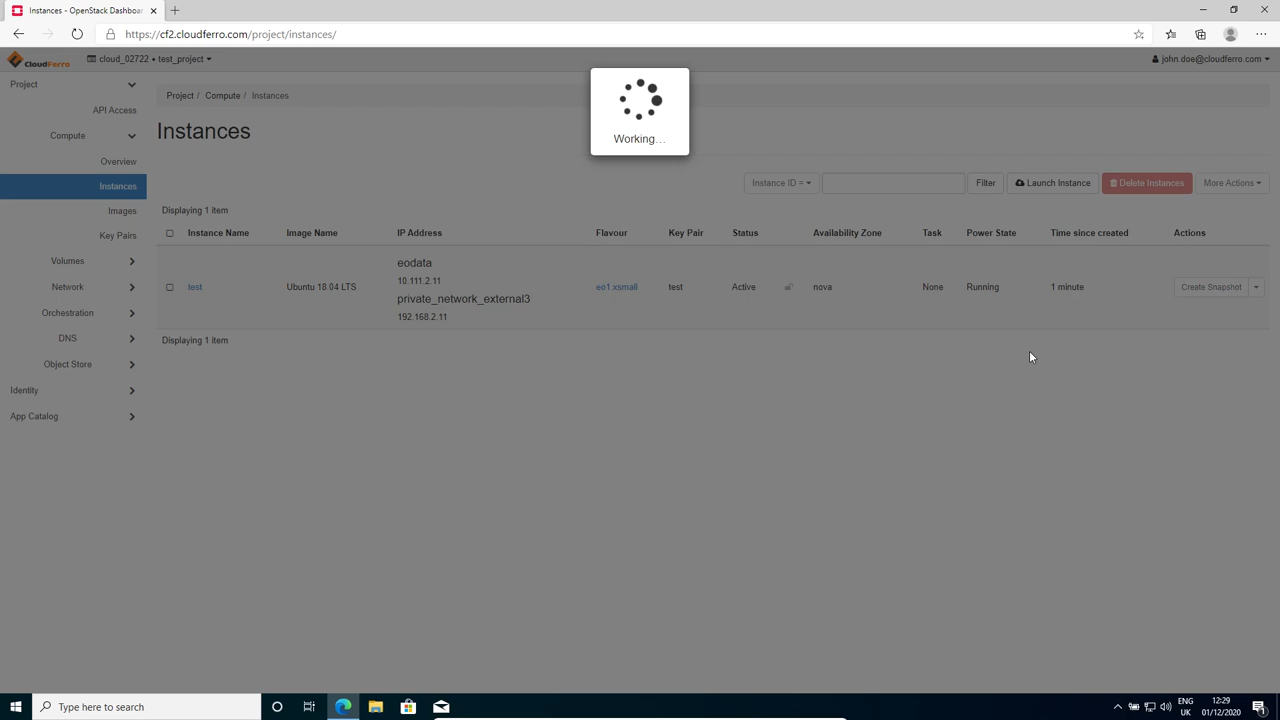 Instances - OpenStack Dashboar
https://cf2.cloudferro.com/project/instances/
CloudFerro
cloud_02722 • test_project
john.doe@cloudferro.com
Project
API Access
Compute
Overview
Instances
Images
Key Pairs
Volumes
Network
Orchestration
DNS
Object Store
Identity
App Catalog
Project / Compute / Instances
Working...
Instances
Instance ID =
Filter
Launch Instance
Delete Instances
More Actions
Displaying 1 item
Instance Name Image Name IP Address Flavour Key Pair Status Availability Zone Task Power State Time since created Actions
eodata
10.111.2.11
test Ubuntu 18.04 LTS eo1.xsmall test Active nova None Running 1 minute Create Snapshot
private_network_external3
192.168.2.11
Displaying 1 item
Type here to search
ENG
UK
12:29
01/12/2020
1